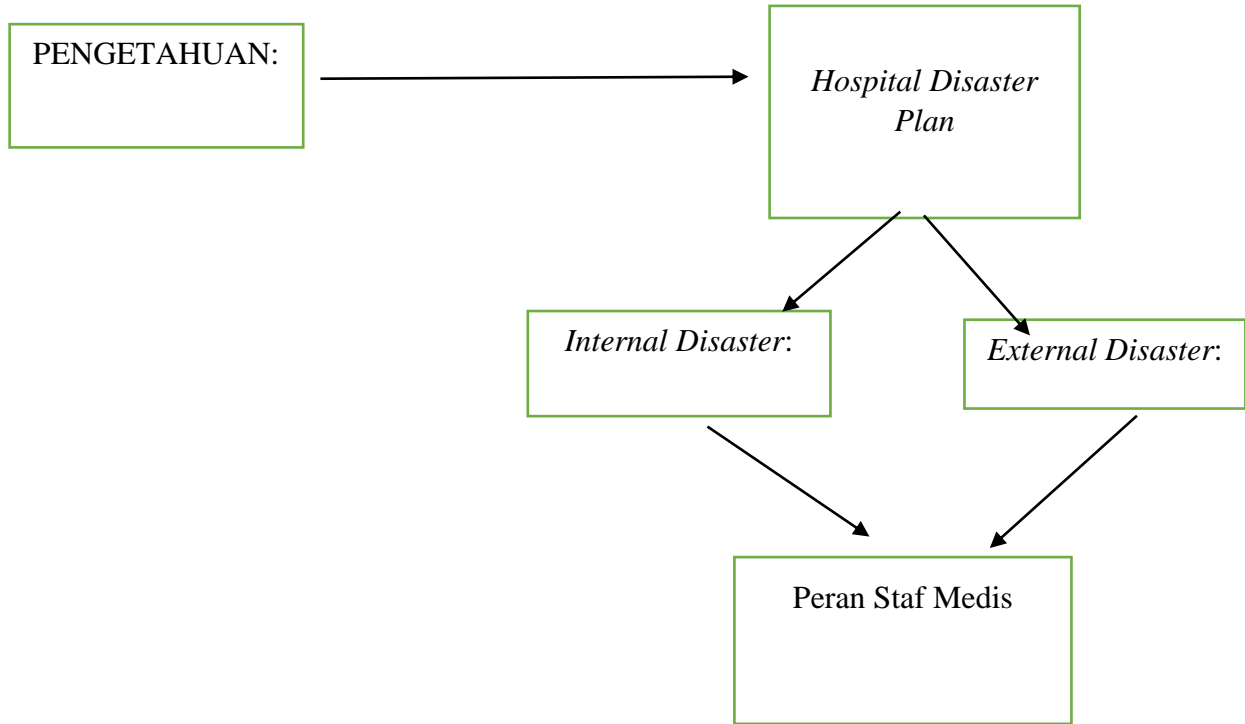 PENGETAHUAN:
Hospital Disaster
Plan
Internal Disaster:
External Disaster:
Peran Staf Medis